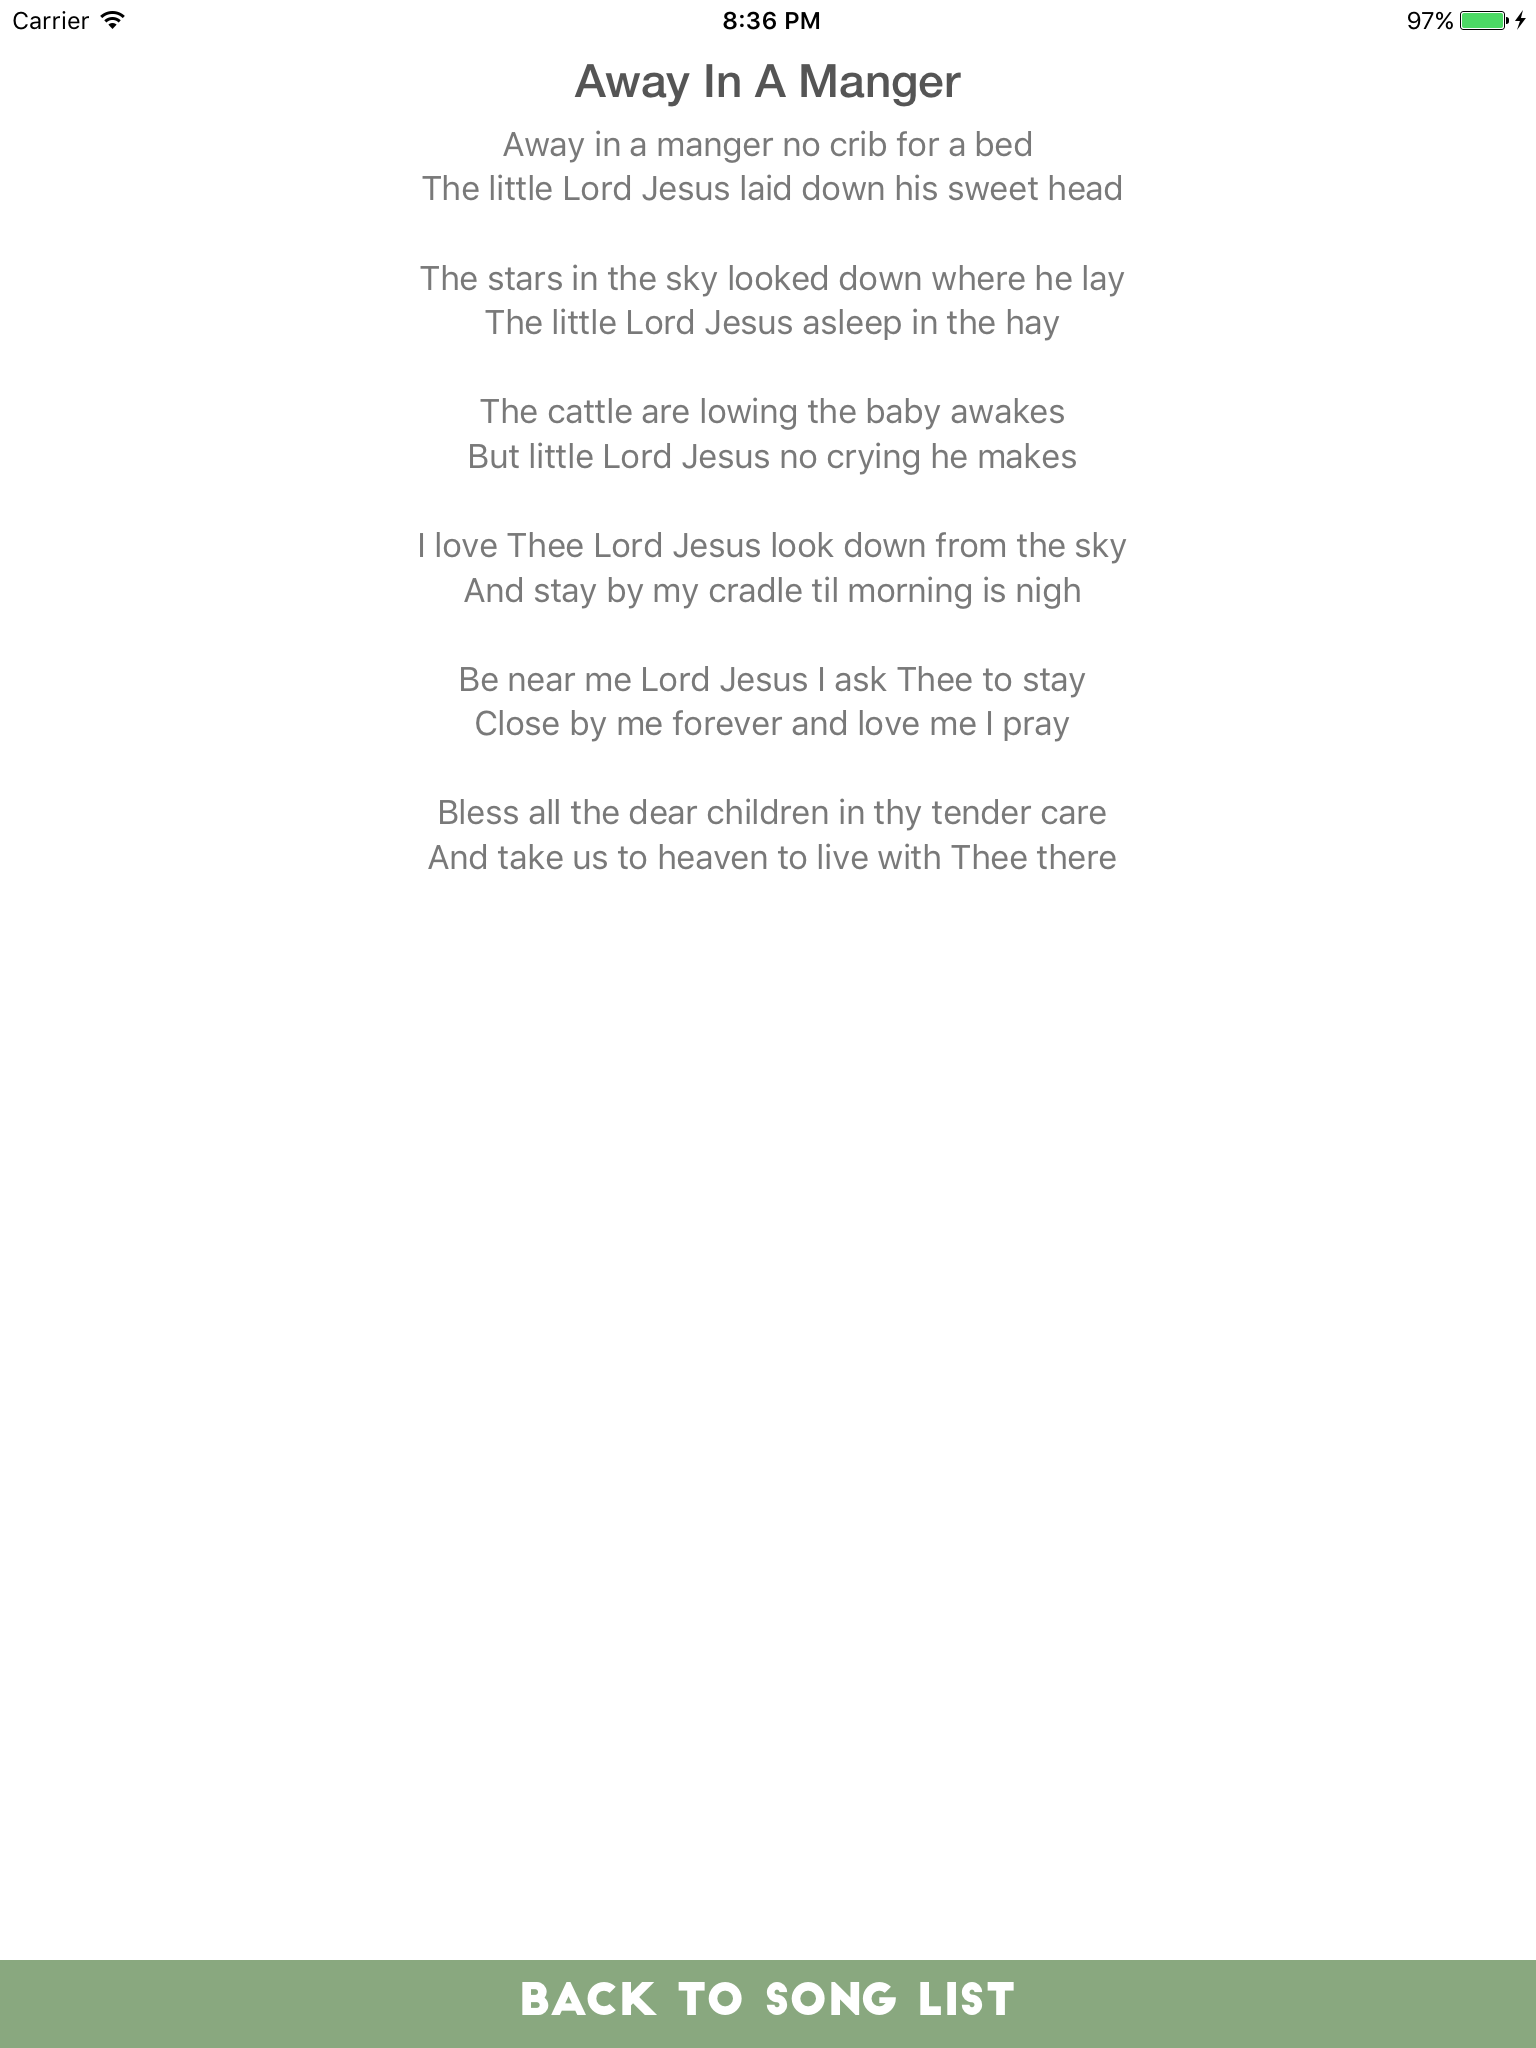 Carrier
8:36 PM
97%
Away In A Manger
Away in a manger no crib for a bed
The little Lord Jesus laid down his sweet head
The stars in the sky looked down where he lay
The little Lord Jesus asleep in the hay
The cattle are lowing the baby awakes
But little Lord Jesus no crying he makes
I love Thee Lord Jesus look down from the sky
And stay by my cradle til morning is nigh
Be near me Lord Jesus I ask Thee to stay
Close by me forever and love me I pray
Bless all the dear children in thy tender care
And take us to heaven to live with Thee there
BACK TO SONG LIST